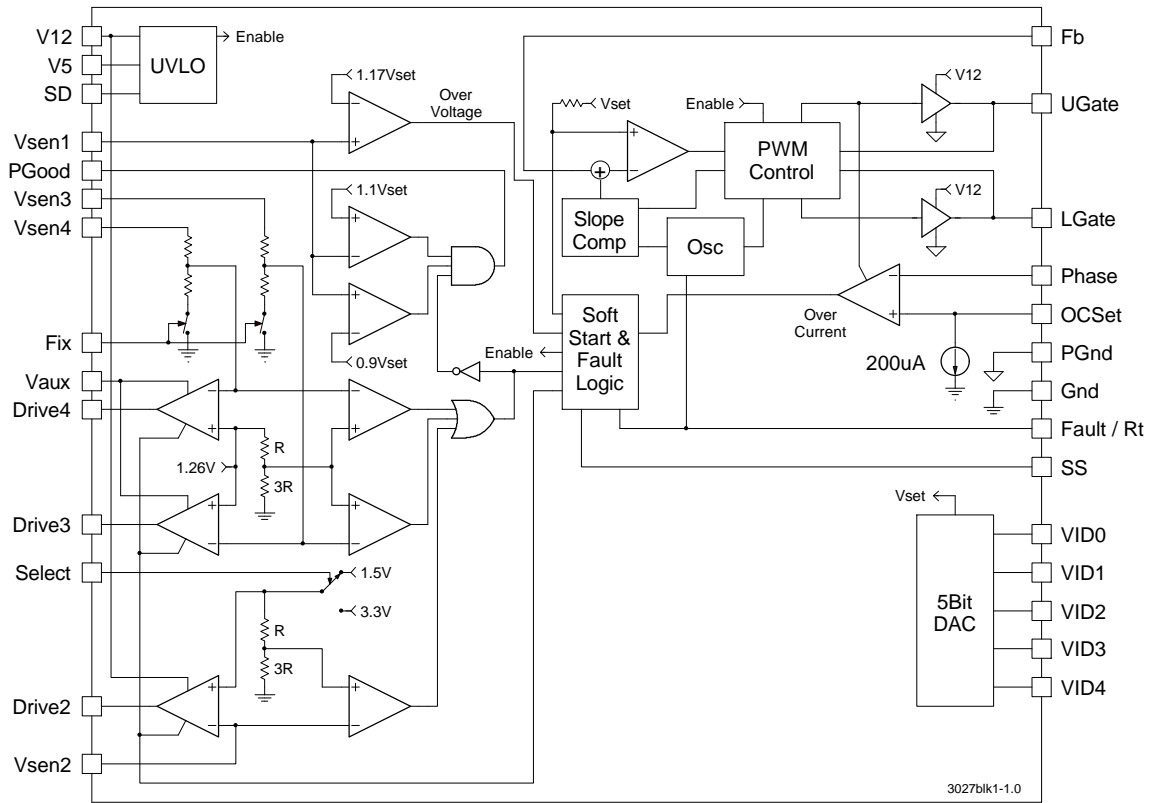 V12
V5
SD
Vsen1
PGood
Vsen3
Vsen4
Fix
Vaux
Drive4
Drive3
Select
Drive2
Vsen2
UVLO
Enable
1.17Vset
Over
Voltage
1.1Vset
0.9Vset
Enable
R
1.26V
3R
1.5V
3.3V
R
3R
Vset
Enable
V12
PWM
Control
V12
Slope
Comp
Osc
Soft
Start &
Fault
Logic
Over
Current
200uA
Vset
5Bit
DAC
Fb
UGate
LGate
Phase
OCSet
PGnd
Gnd
Fault / Rt
SS
VID0
VID1
VID2
VID3
VID4
3027blk1-1.0